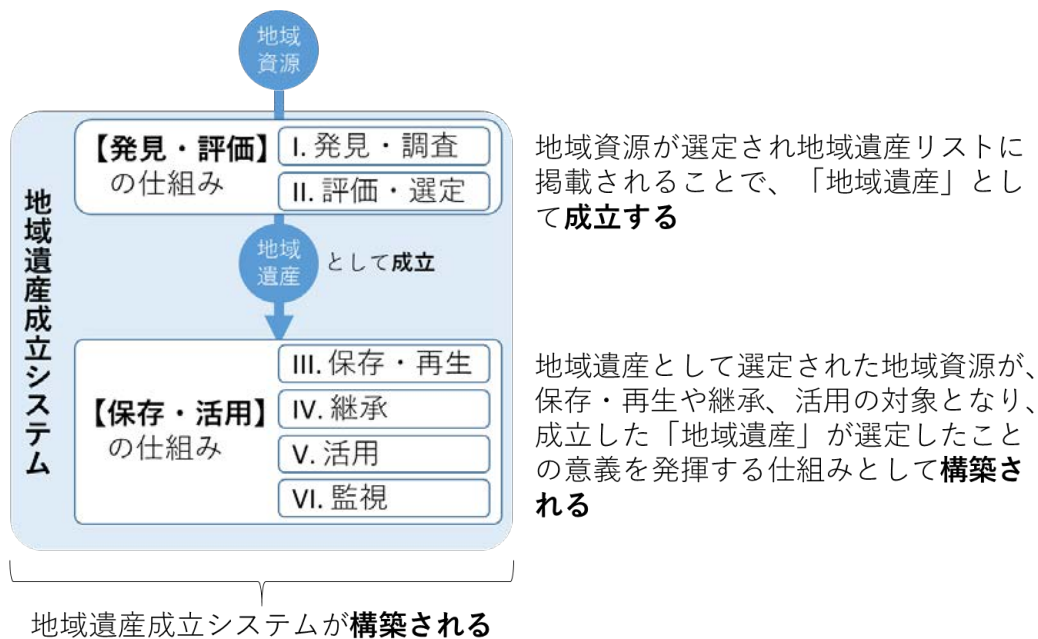 地域
資源
地域遺産成立システム
【発見・評価】
の仕組み
I. 発見・調査
II. 評価・選定
地域資源が選定され地域遺産リストに
掲載されることで、「地域遺産」とし
て成立する
地域
遺産
として成立
【保存・活用】
の仕組み
III. 保存・再生
IV. 継承
V. 活用
VI. 監視
地域遺産として選定された地域資源が、
保存・再生や継承、活用の対象となり、
成立した「地域遺産」が選定したこと
の意義を発揮する仕組みとして構築さ
れる
地域遺産成立システムが構築される